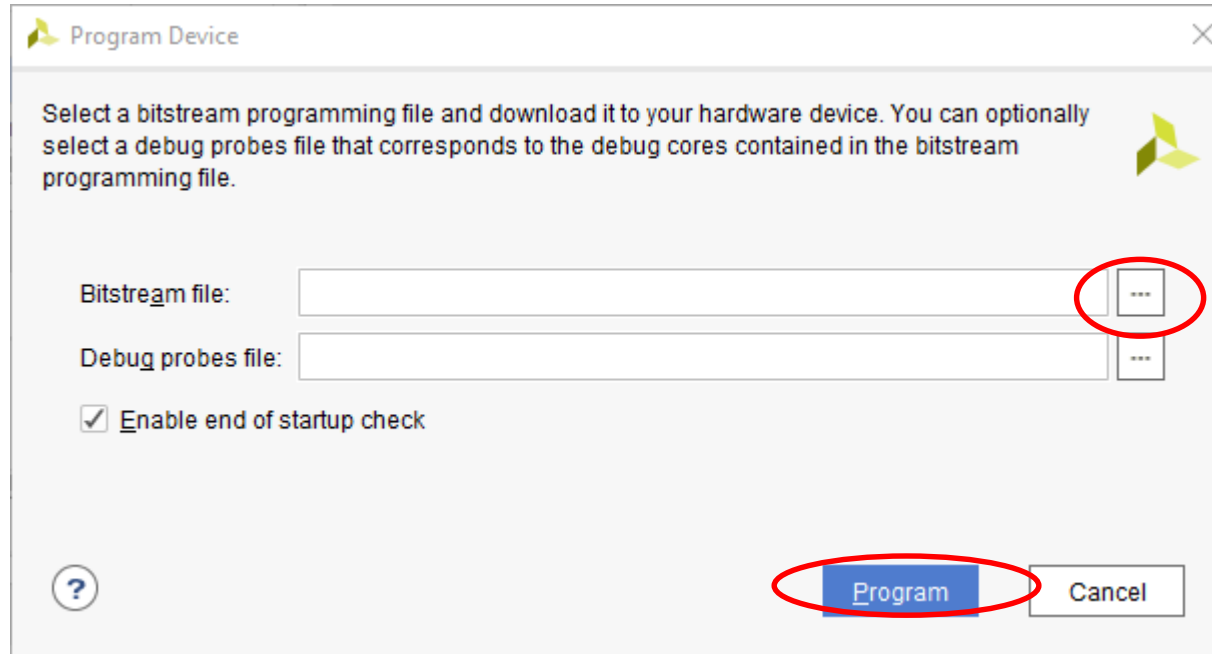 Program Device
Select a bitstream programming file and download it to your hardware device. You can optionally
select a debug probes file that corresponds to the debug cores contained in the bitstream
programming file.
Bitstream file:
...
Debug probes file:
...
Enable end of startup check
?
Program
Cancel